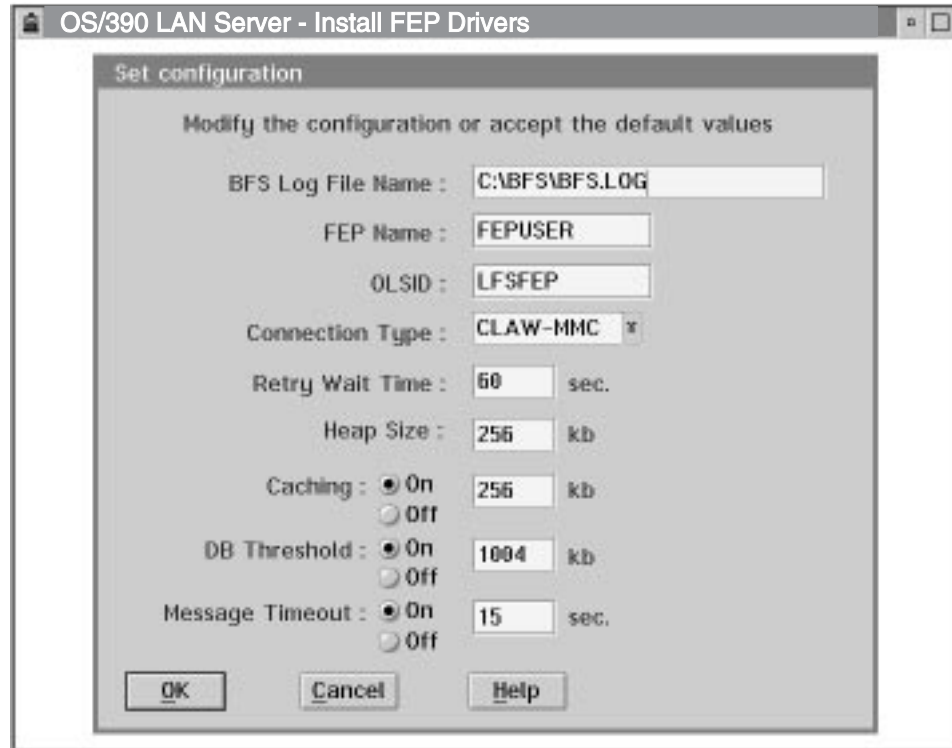 OS/390 LAN Server - Install FEP Drivers
Set configuration
Modify the configuration or accept the default values
BFS Log File Name : C:\BFS\BFS.LOG
FEP Name : FEPUSER
OLSID : LFSFEP
Connection Type : CLAW-MMC
Retry Wait Time : 60 sec.
Heap Size : 256 kb
Caching : On 256 kb
Off
DB Threshold : On 1004 kb
Off
Message Timeout : On 15 sec.
Off
OK Cancel Help